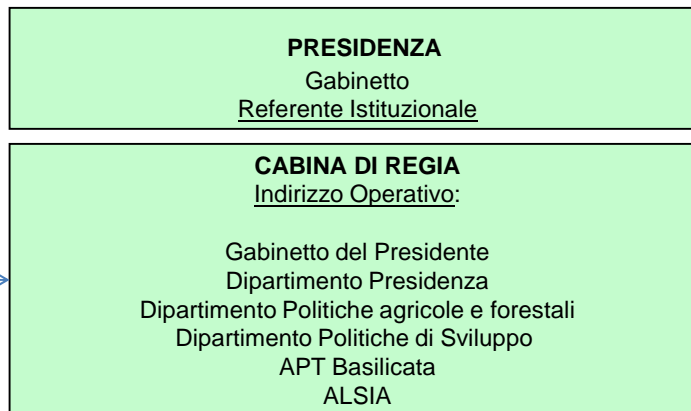 PRESIDENZA
Gabinetto
Referente Istituzionale
CABINA DI REGIA
Indirizzo Operativo:
Gabinetto del Presidente
Dipartimento Presidenza
Dipartimento Politiche agricole e forestali
Dipartimento Politiche di Sviluppo
APT Basilicata
ALSIA